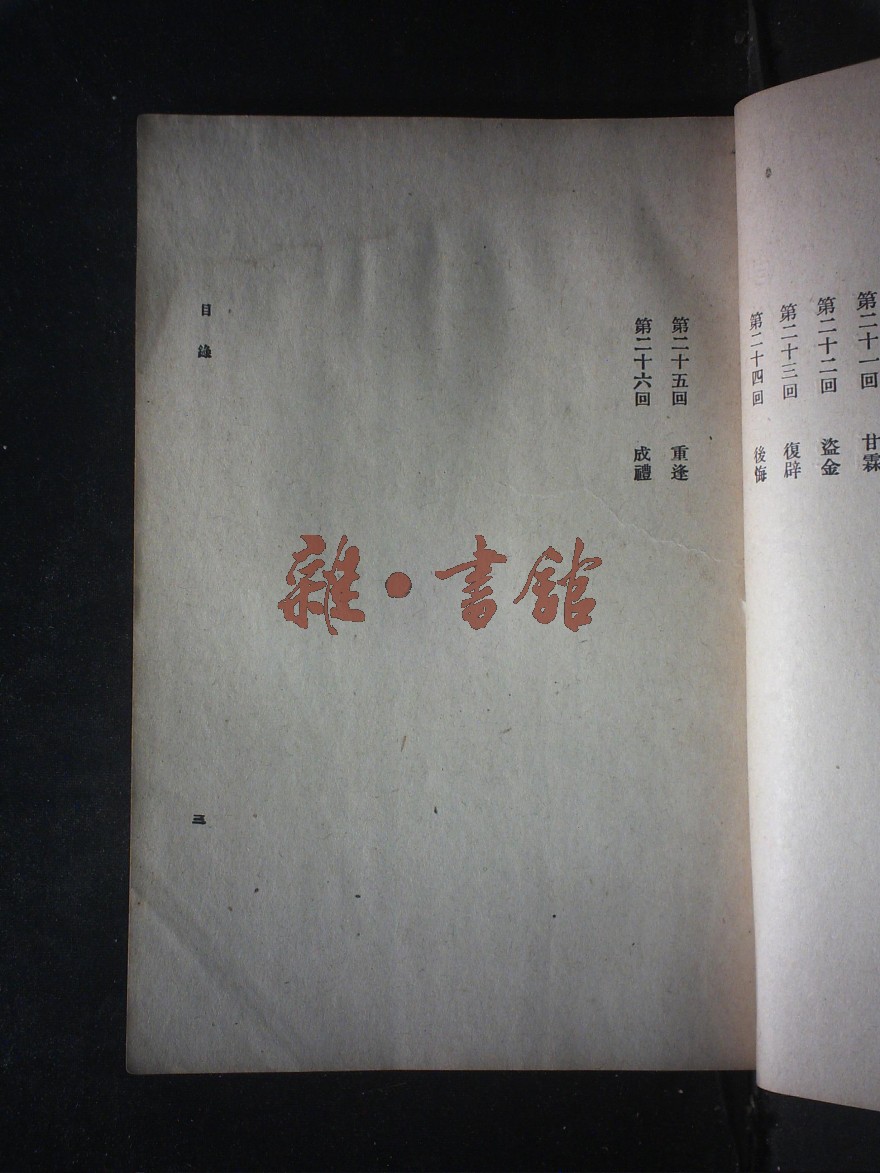 第二十一回 甘霖
第二十二回 盜金
第二十三回 復辟
第二十四回 後悔
第二十五回 重逢
第二十六回 成禮
目錄
三
雜·書館